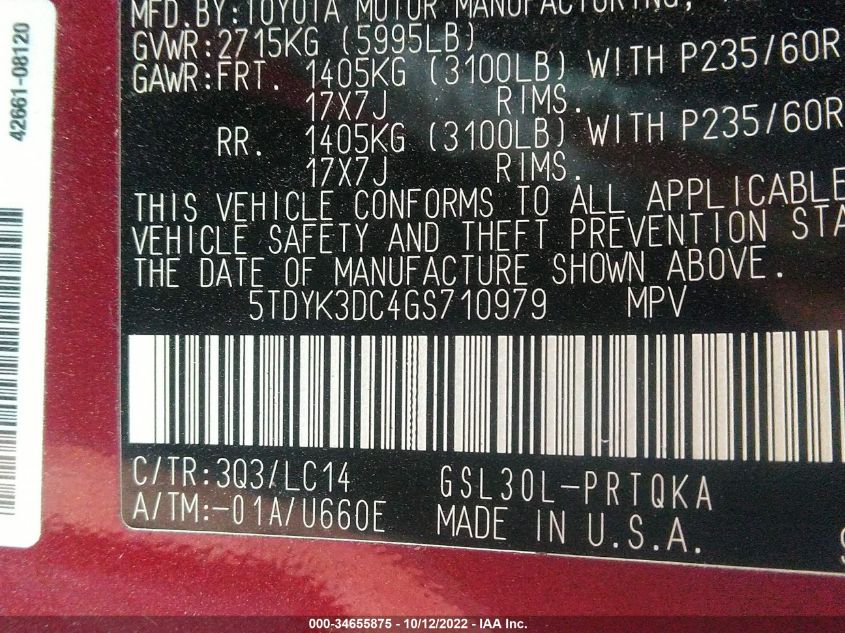 MFD.BY:TOYOTA MOTOR MANUFACTURING,
GVWR:2715KG (5995LB)
GAWR:FRT. 1405KG (3100LB) WITH P235/60R
17X7J RIMS.
RR. 1405KG (3100LB) WITH P235/60R
17X7J RIMS.
THIS VEHICLE CONFORMS TO ALL APPLICABLE
VEHICLE SAFETY AND THEFT PREVENTION STA
THE DATE OF MANUFACTURE SHOWN ABOVE.
5TDYK3DC4GS710979 MPV
C/TR:3Q3/LC14 GSL30L-PRTQKA
A/TM:-01A/U660E MADE IN U.S.A.
42661-08120
000-34655875 - 10/12/2022 - IAA Inc.